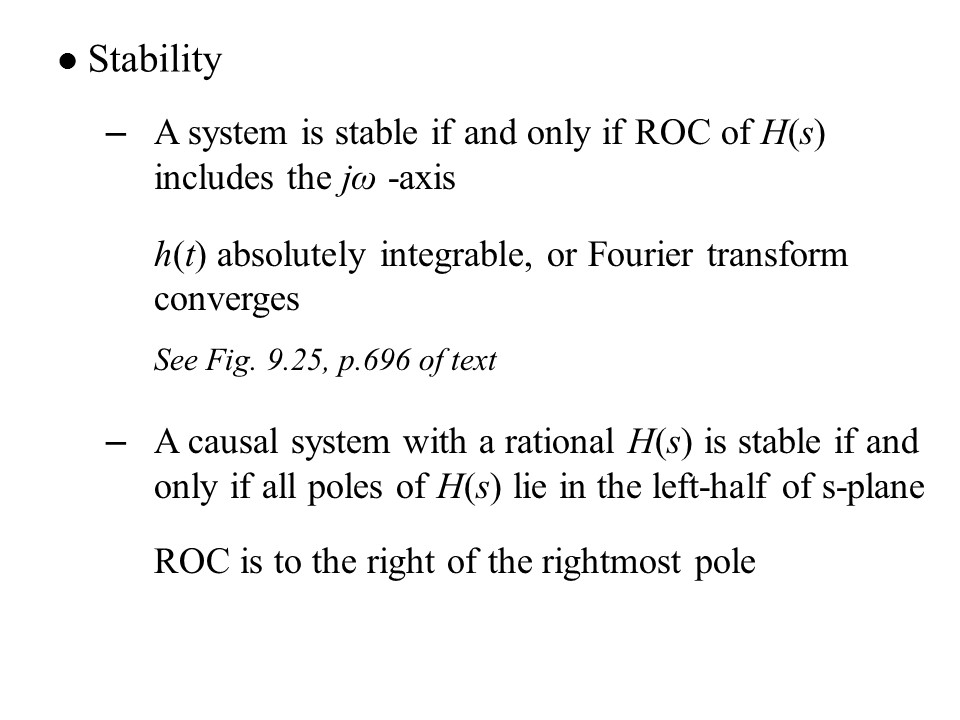 ● Stability
– A system is stable if and only if ROC of H(s)
includes the jω -axis
h(t) absolutely integrable, or Fourier transform
converges
See Fig. 9.25, p.696 of text
– A causal system with a rational H(s) is stable if and
only if all poles of H(s) lie in the left-half of s-plane
ROC is to the right of the rightmost pole